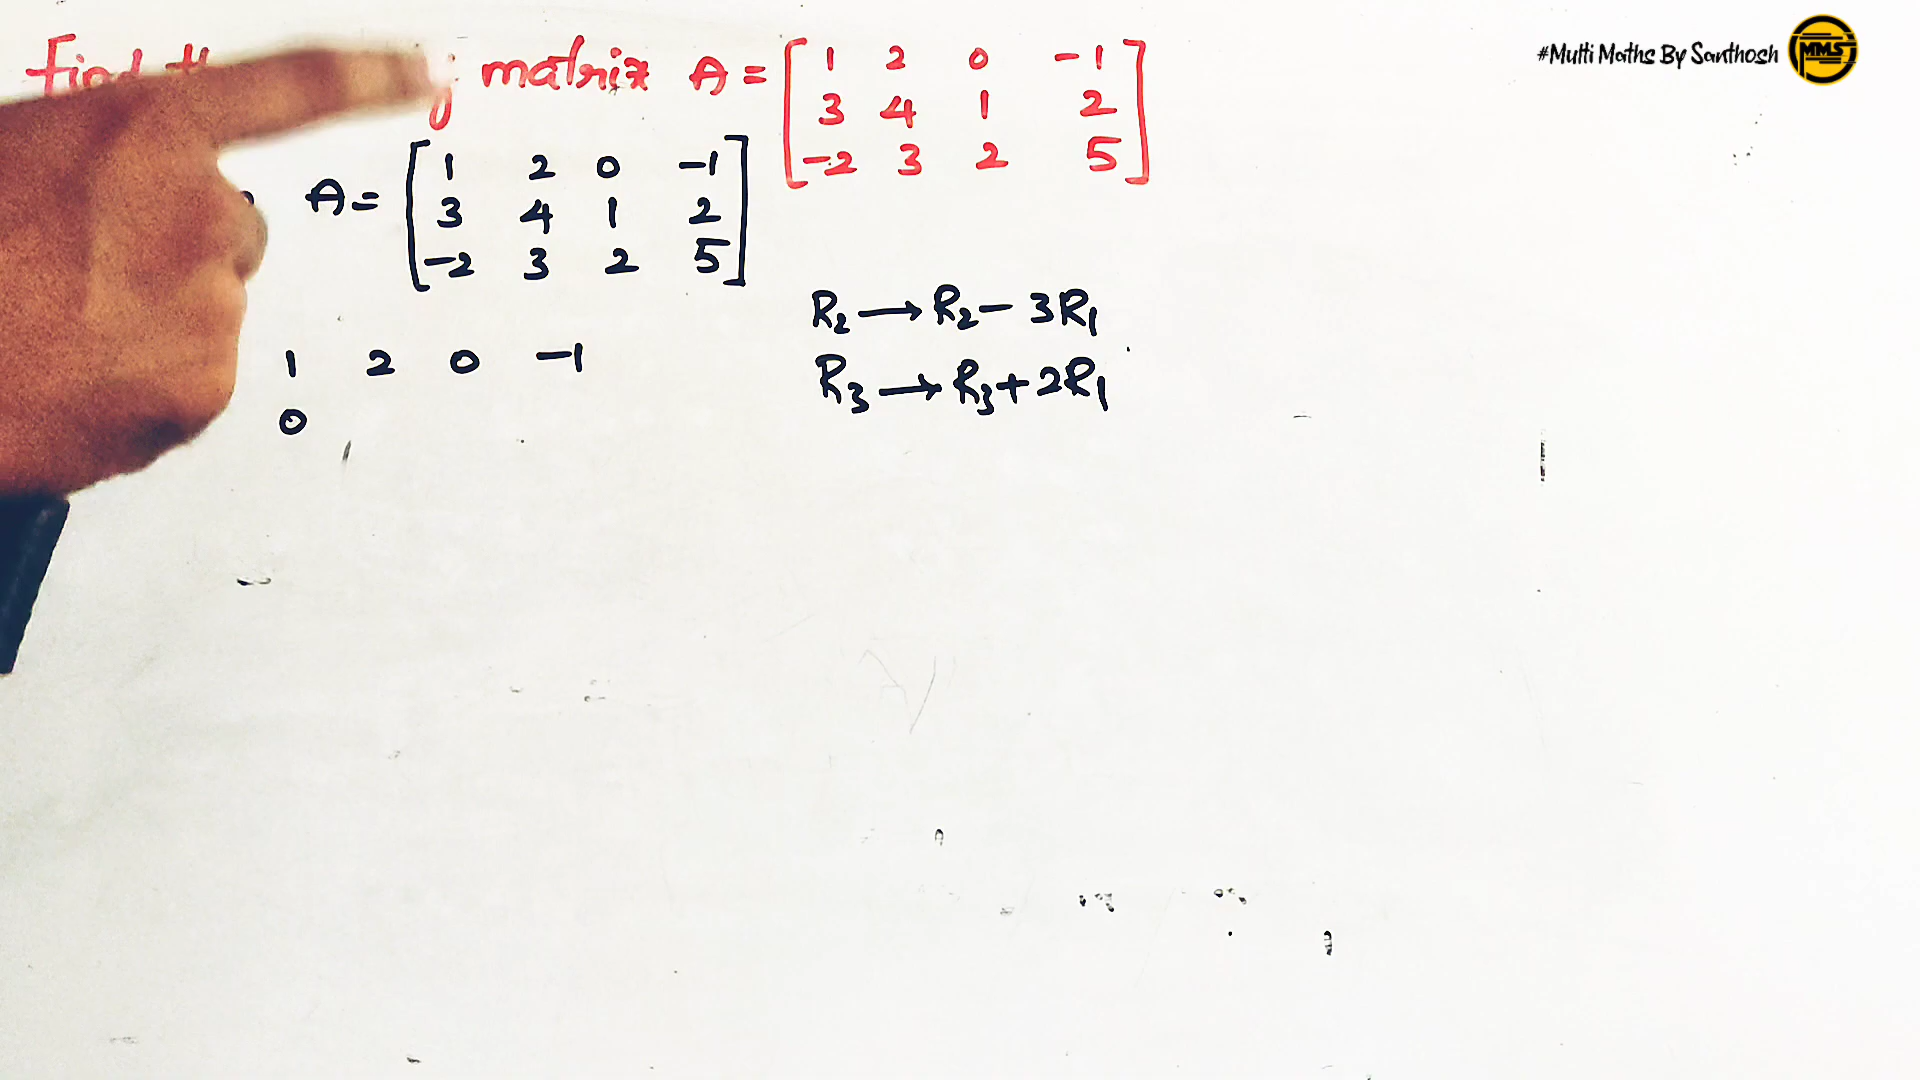 Find matrix A = [1 2 0 -1
3 4 1 2
-2 3 2 5]
#Multi Maths By Santhosh MMS
A = [1 2 0 -1
3 4 1 2
-2 3 2 5]
R₂ → R₂ - 3R₁
R₃ → R₃ + 2R₁
1 2 0 -1
0